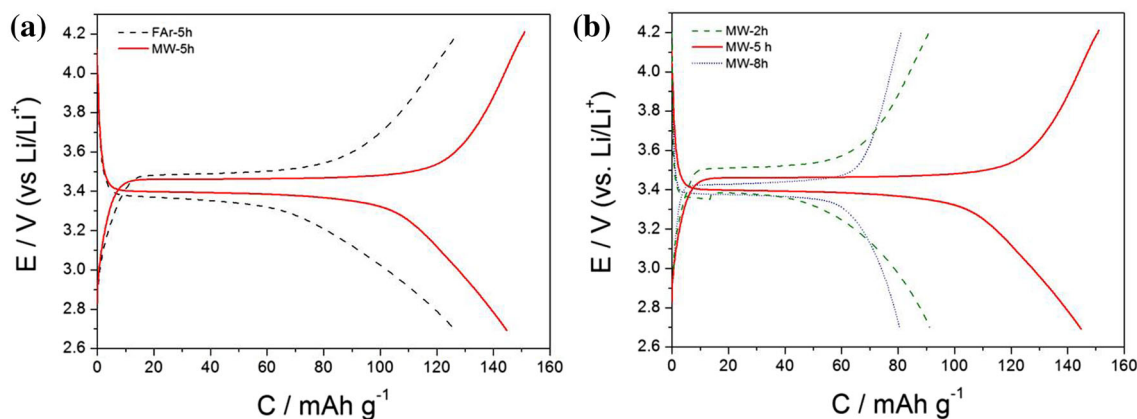 (a)
FAr-5h
MW-5h
E / V (vs Li/Li⁺)
4.2
4.0
3.8
3.6
3.4
3.2
3.0
2.8
2.6
0 20 40 60 80 100 120 140 160
C / mAh g⁻¹
(b)
MW-2h
MW-5 h
MW-8h
E / V (vs. Li/Li⁺)
4.2
4.0
3.8
3.6
3.4
3.2
3.0
2.8
2.6
0 20 40 60 80 100 120 140 160
C / mAh g⁻¹